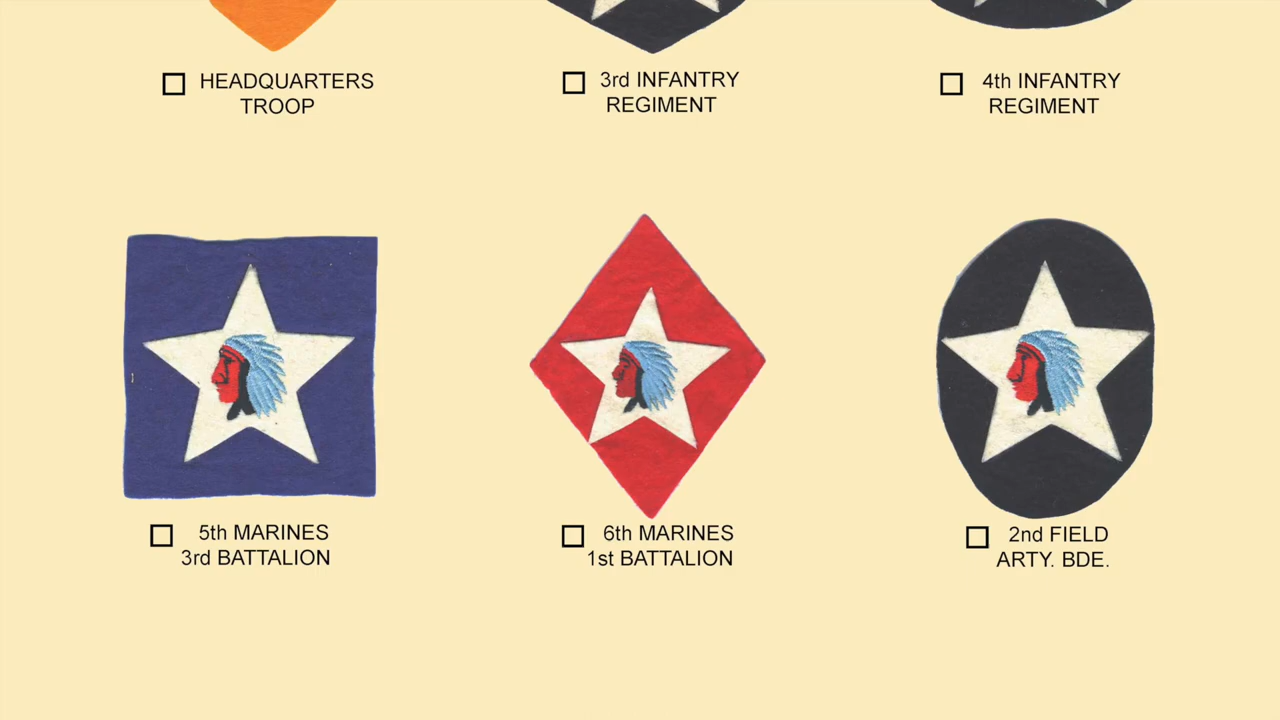 HEADQUARTERS
TROOP
3rd INFANTRY
REGIMENT
4th INFANTRY
REGIMENT
5th MARINES
3rd BATTALION
6th MARINES
1st BATTALION
2nd FIELD
ARTY. BDE.